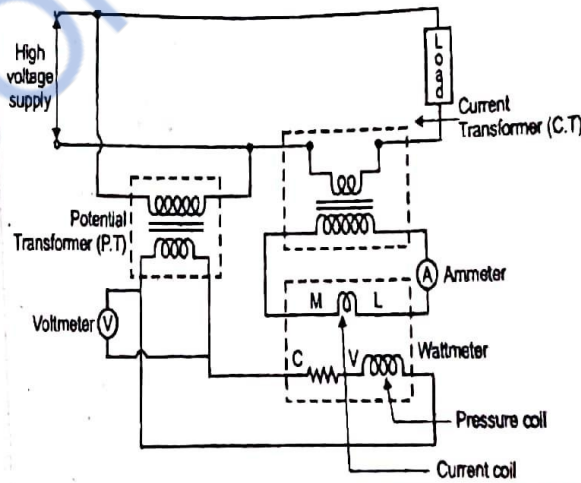 High
voltage
supply
Load
Current
Transformer (C.T)
Potential
Transformer (P.T)
A
Ammeter
M
L
Voltmeter
V
Wattmeter
C
V
Pressure coil
Current coil